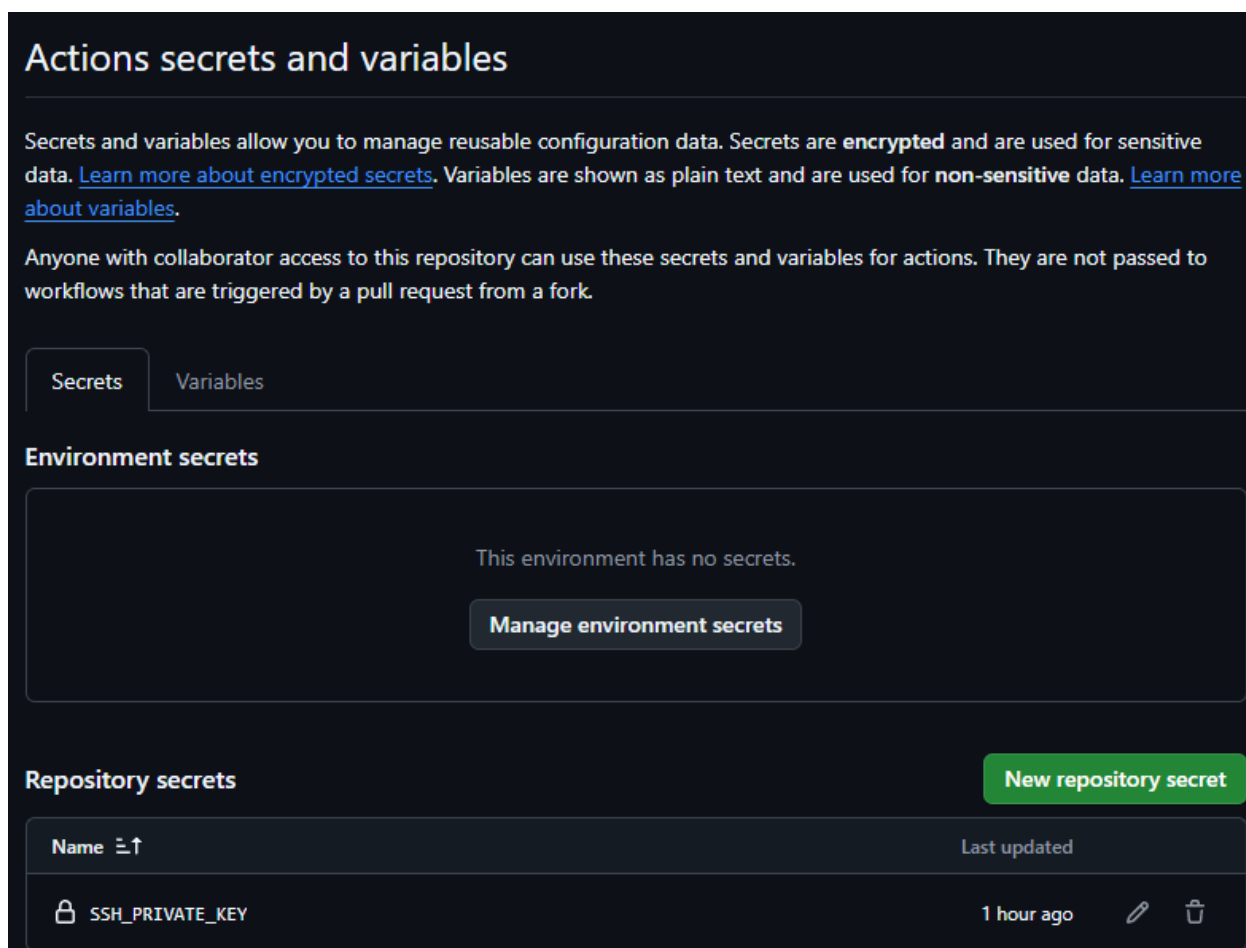 Actions secrets and variables
Secrets and variables allow you to manage reusable configuration data. Secrets are encrypted and are used for sensitive
data. Learn more about encrypted secrets. Variables are shown as plain text and are used for non-sensitive data. Learn more
about variables.
Anyone with collaborator access to this repository can use these secrets and variables for actions. They are not passed to
workflows that are triggered by a pull request from a fork.
Secrets Variables
Environment secrets
This environment has no secrets.
Manage environment secrets
Repository secrets New repository secret
Name Last updated
SSH_PRIVATE_KEY 1 hour ago